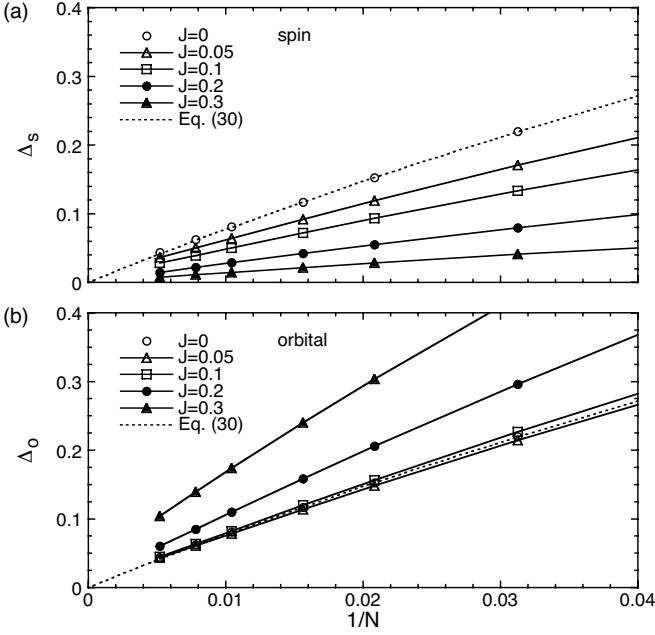 (a)
0.4
J=0 spin
J=0.05
J=0.1
0.3
J=0.2
J=0.3
Eq. (30)
Δs
0.2
0.1
0
(b)
0.4
J=0 orbital
J=0.05
J=0.1
0.3
J=0.2
J=0.3
Eq. (30)
Δo
0.2
0.1
0
0 0.01 0.02 0.03 0.04
1/N